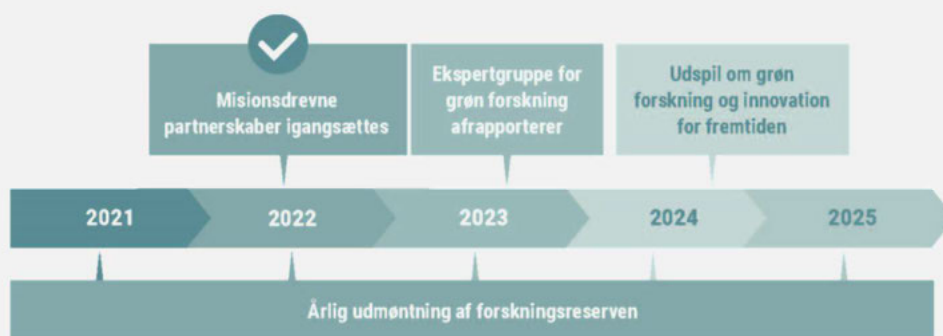 Misionsdrevne
partnerskaber igangsættes
Ekspertgruppe for
grøn forskning
afrapporterer
Udspil om grøn
forskning og innovation
for fremtiden
2021
2022
2023
2024
2025
Årlig udmøntning af forskningsreserven